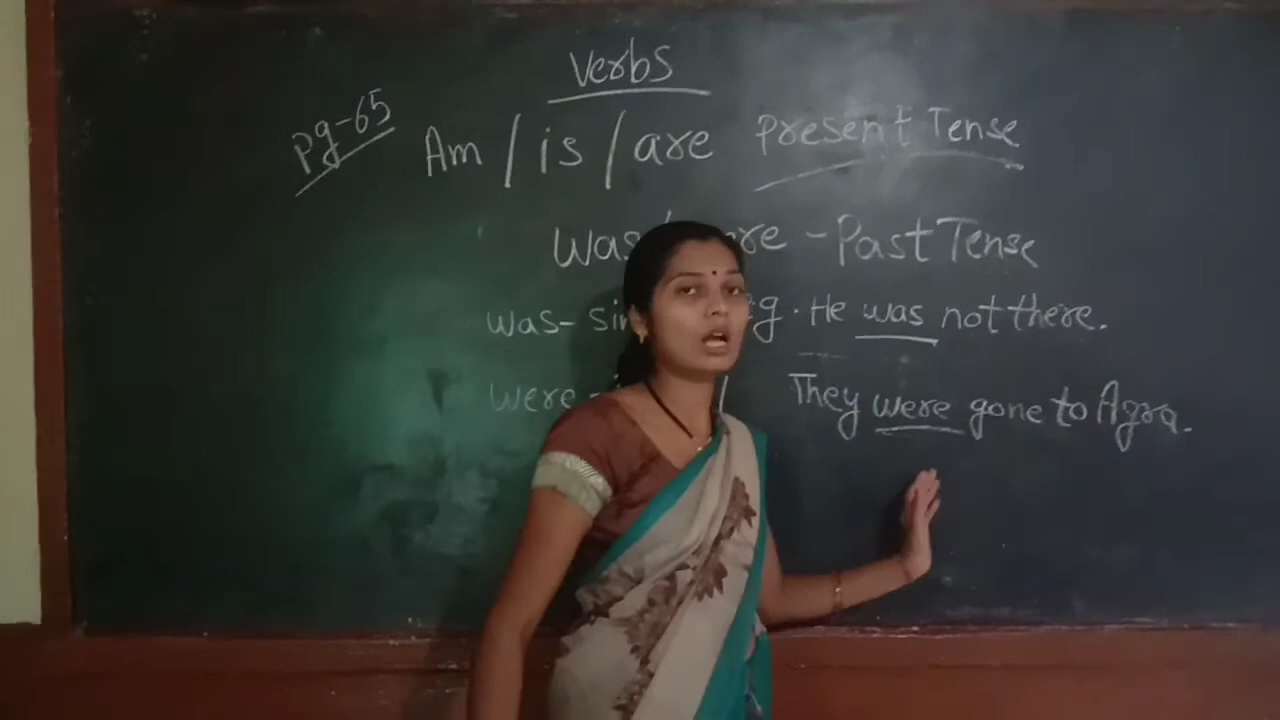 Verbs
Pg-65
Am / is / are Present Tense
was - Past Tense
was- g. He was not there.
were - They were gone to Agra.